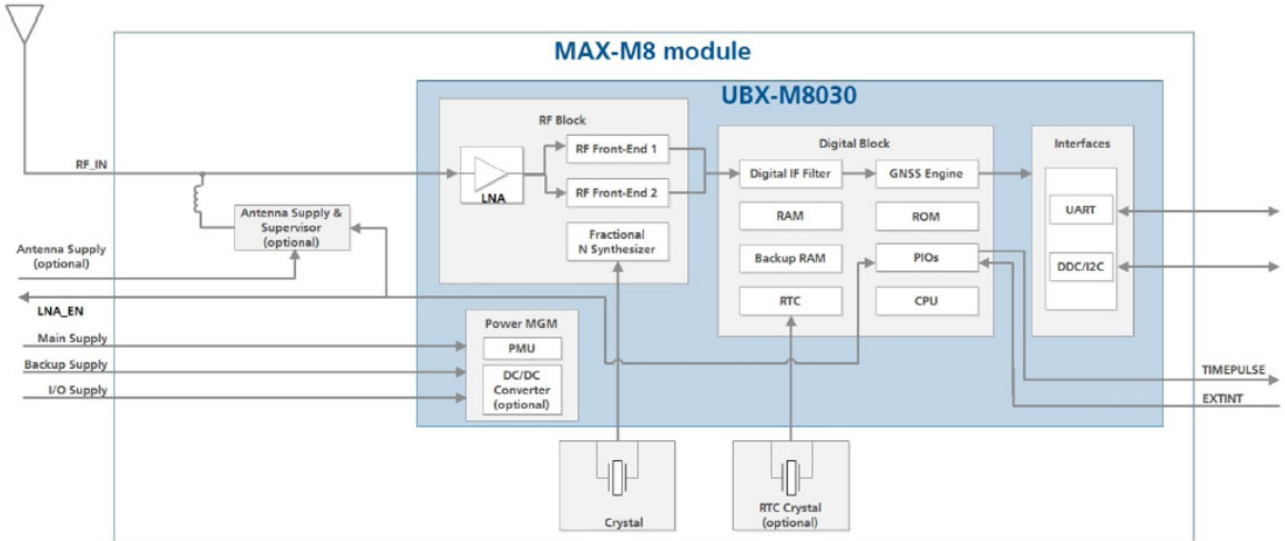 MAX-M8 module
UBX-M8030
RF Block
RF Front-End 1
LNA
RF Front-End 2
Fractional
N Synthesizer
Digital Block
Digital IF Filter
GNSS Engine
RAM
ROM
Backup RAM
PIOs
RTC
CPU
Interfaces
UART
DDC/I2C
RF_IN
Antenna Supply &
Supervisor
(optional)
Antenna Supply
(optional)
LNA_EN
Main Supply
Backup Supply
I/O Supply
Power MGM
PMU
DC/DC
Converter
(optional)
TIMEPULSE
EXTINT
Crystal
RTC Crystal
(optional)